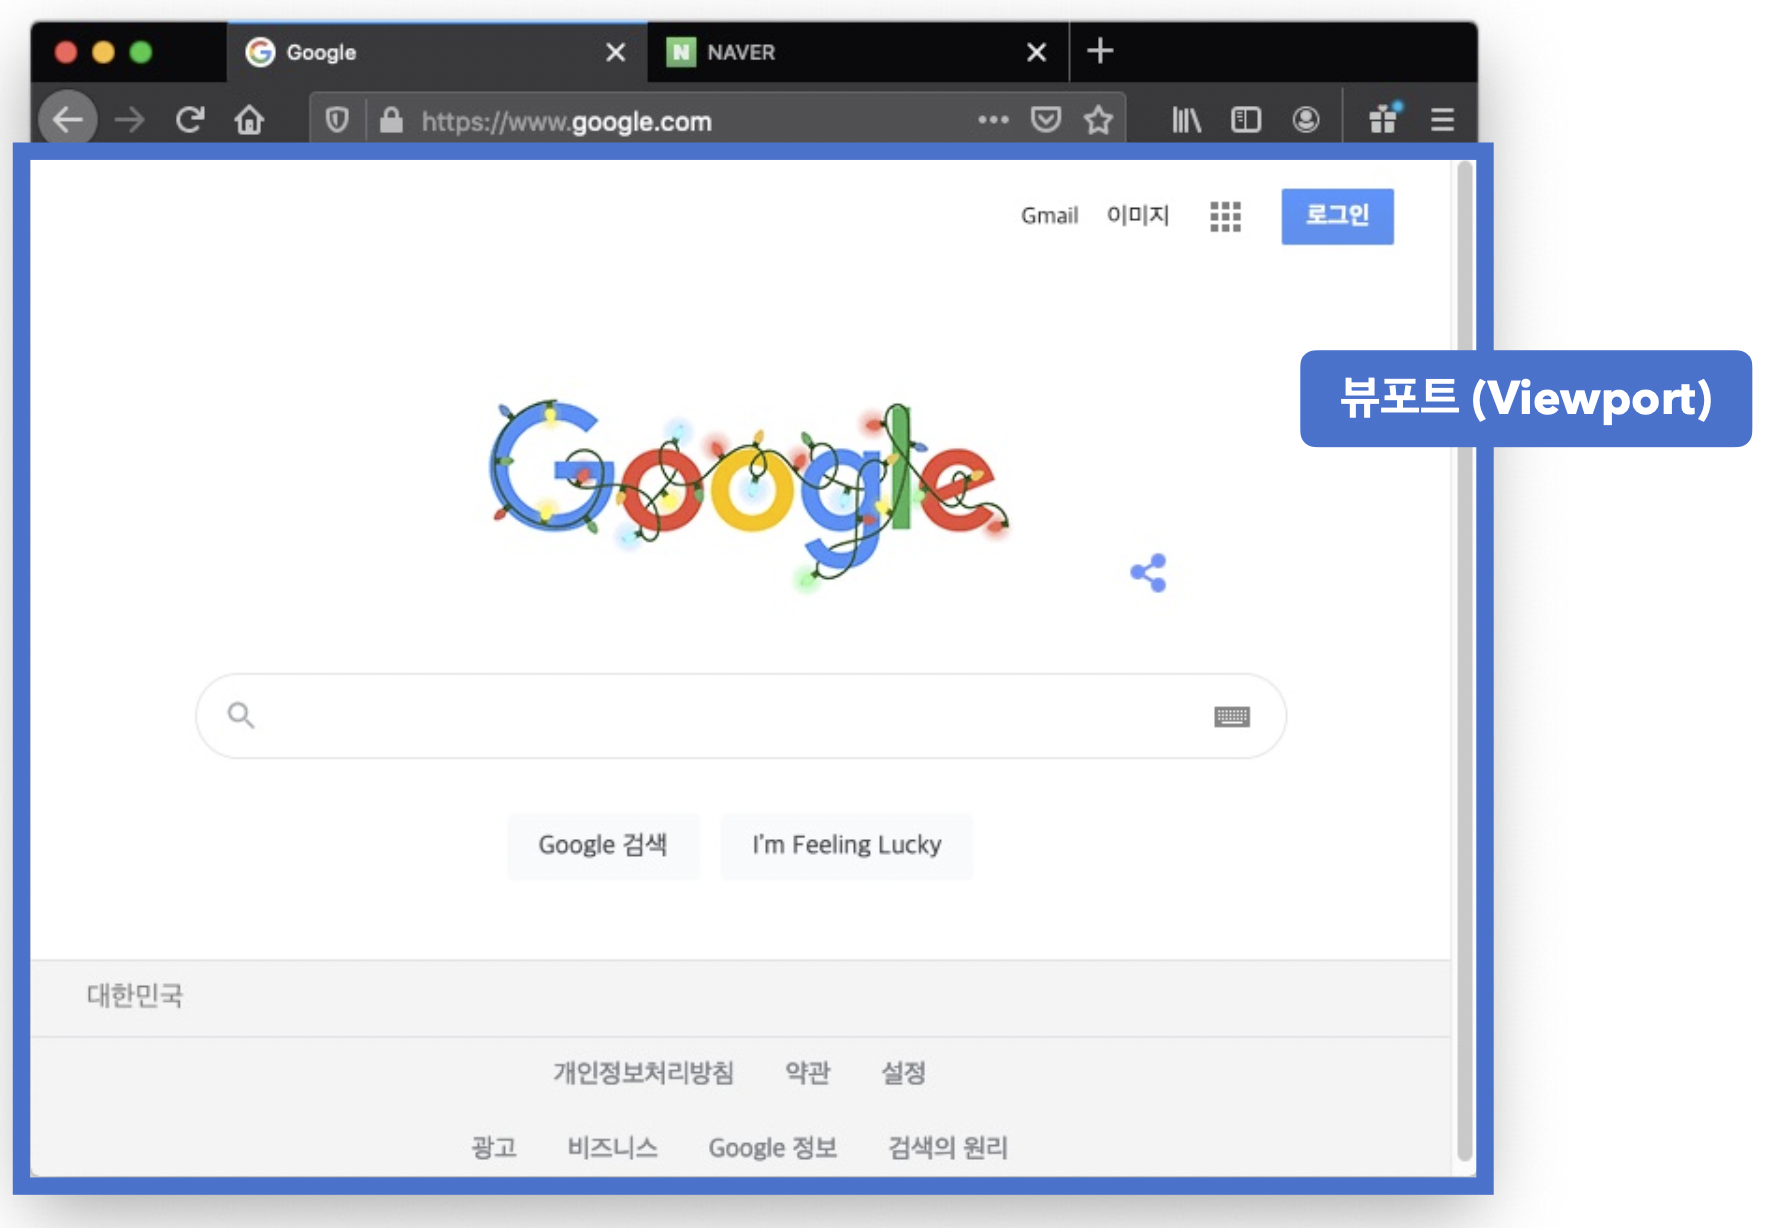 Google
NAVER
https://www.google.com
Gmail 이미지 로그인
뷰포트 (Viewport)
Google
Google 검색 I'm Feeling Lucky
대한민국
개인정보처리방침 약관 설정
광고 비즈니스 Google 정보 검색의 원리